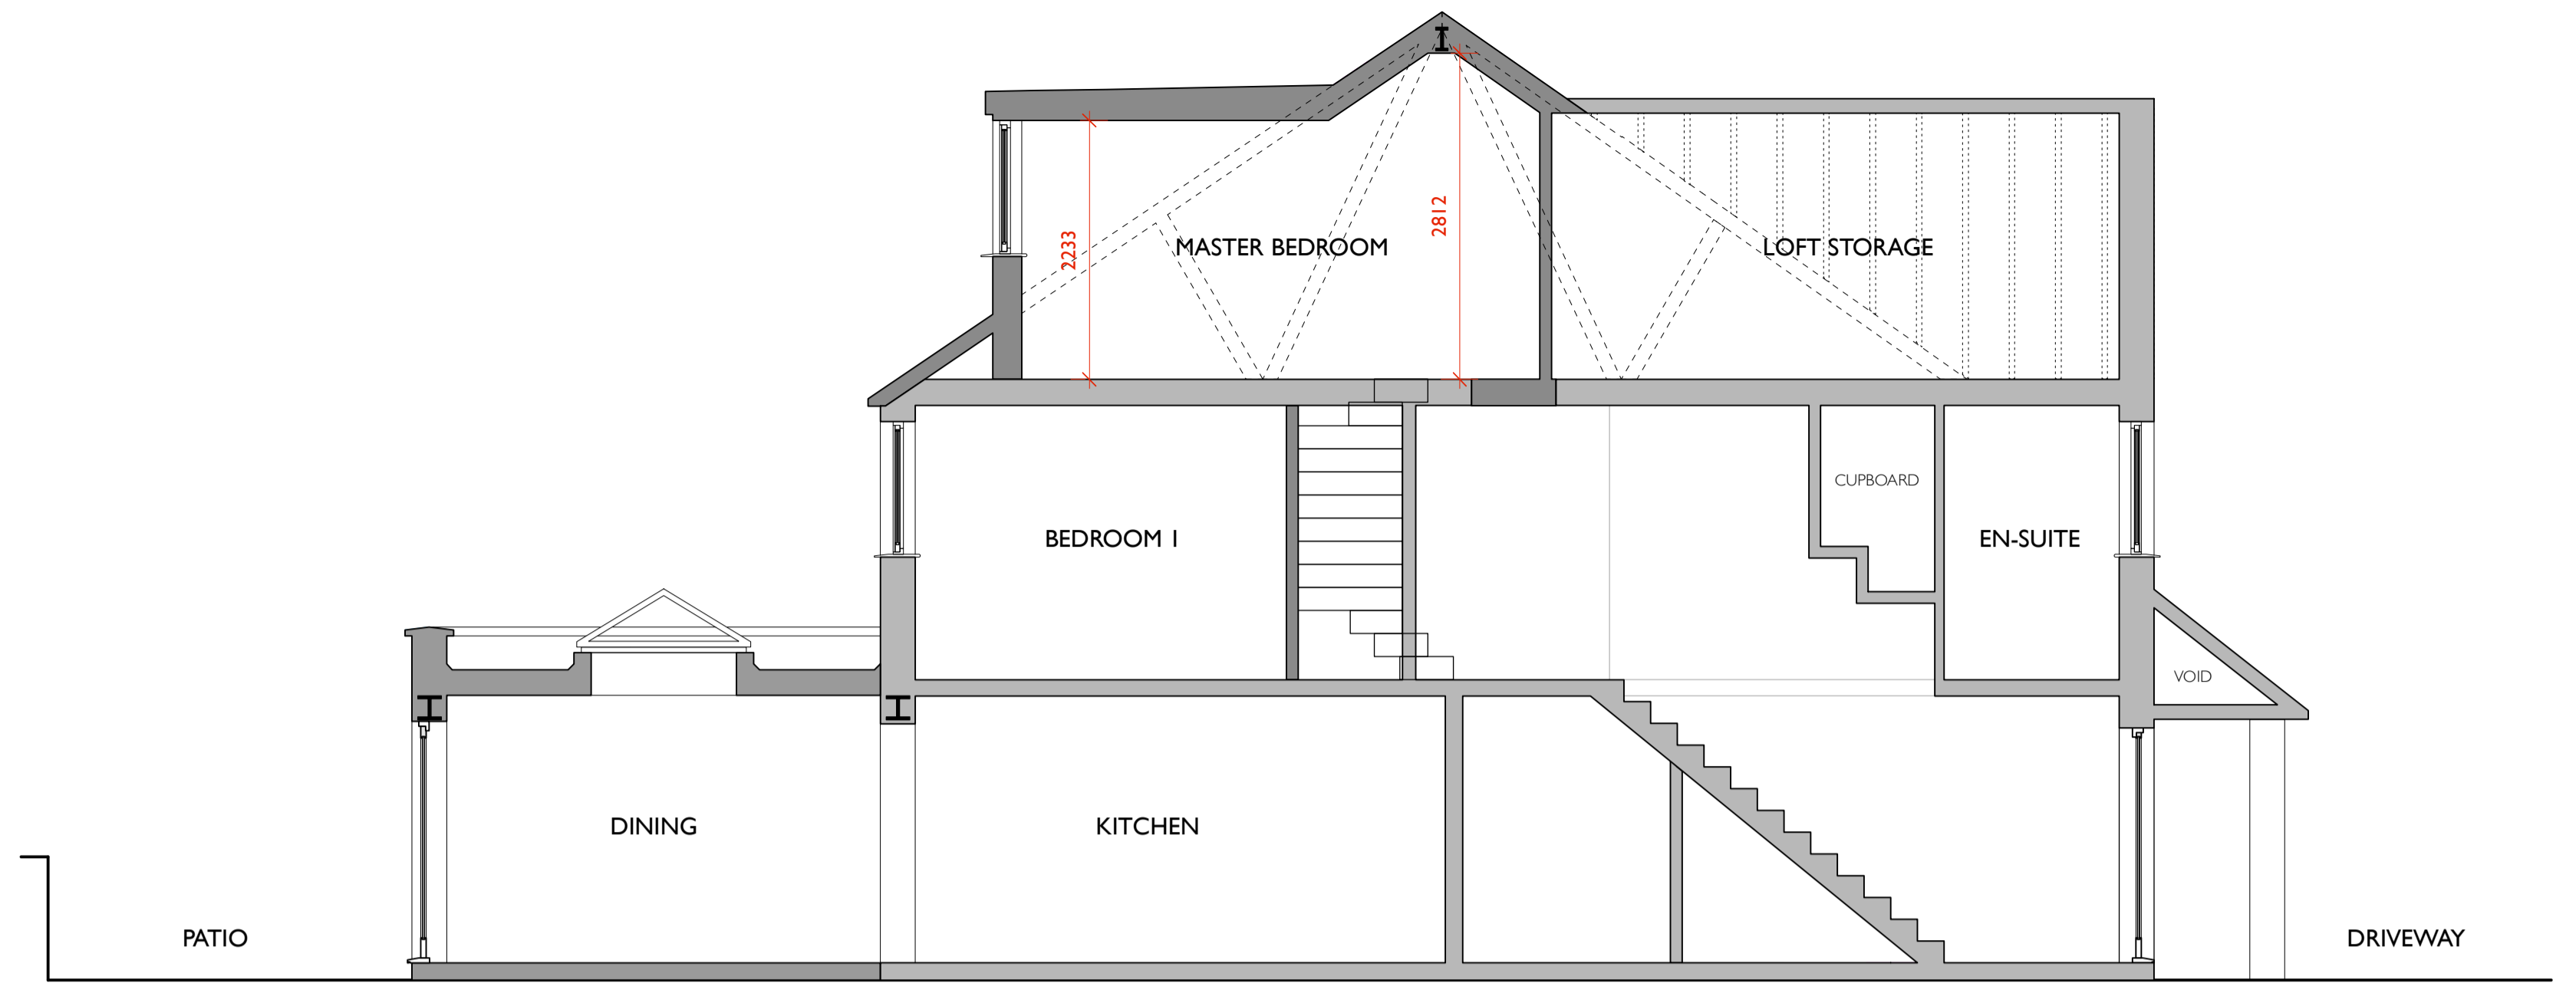 2812
2233
MASTER BEDROOM
LOFT STORAGE
CUPBOARD
BEDROOM 1
EN-SUITE
VOID
DINING
KITCHEN
PATIO
DRIVEWAY